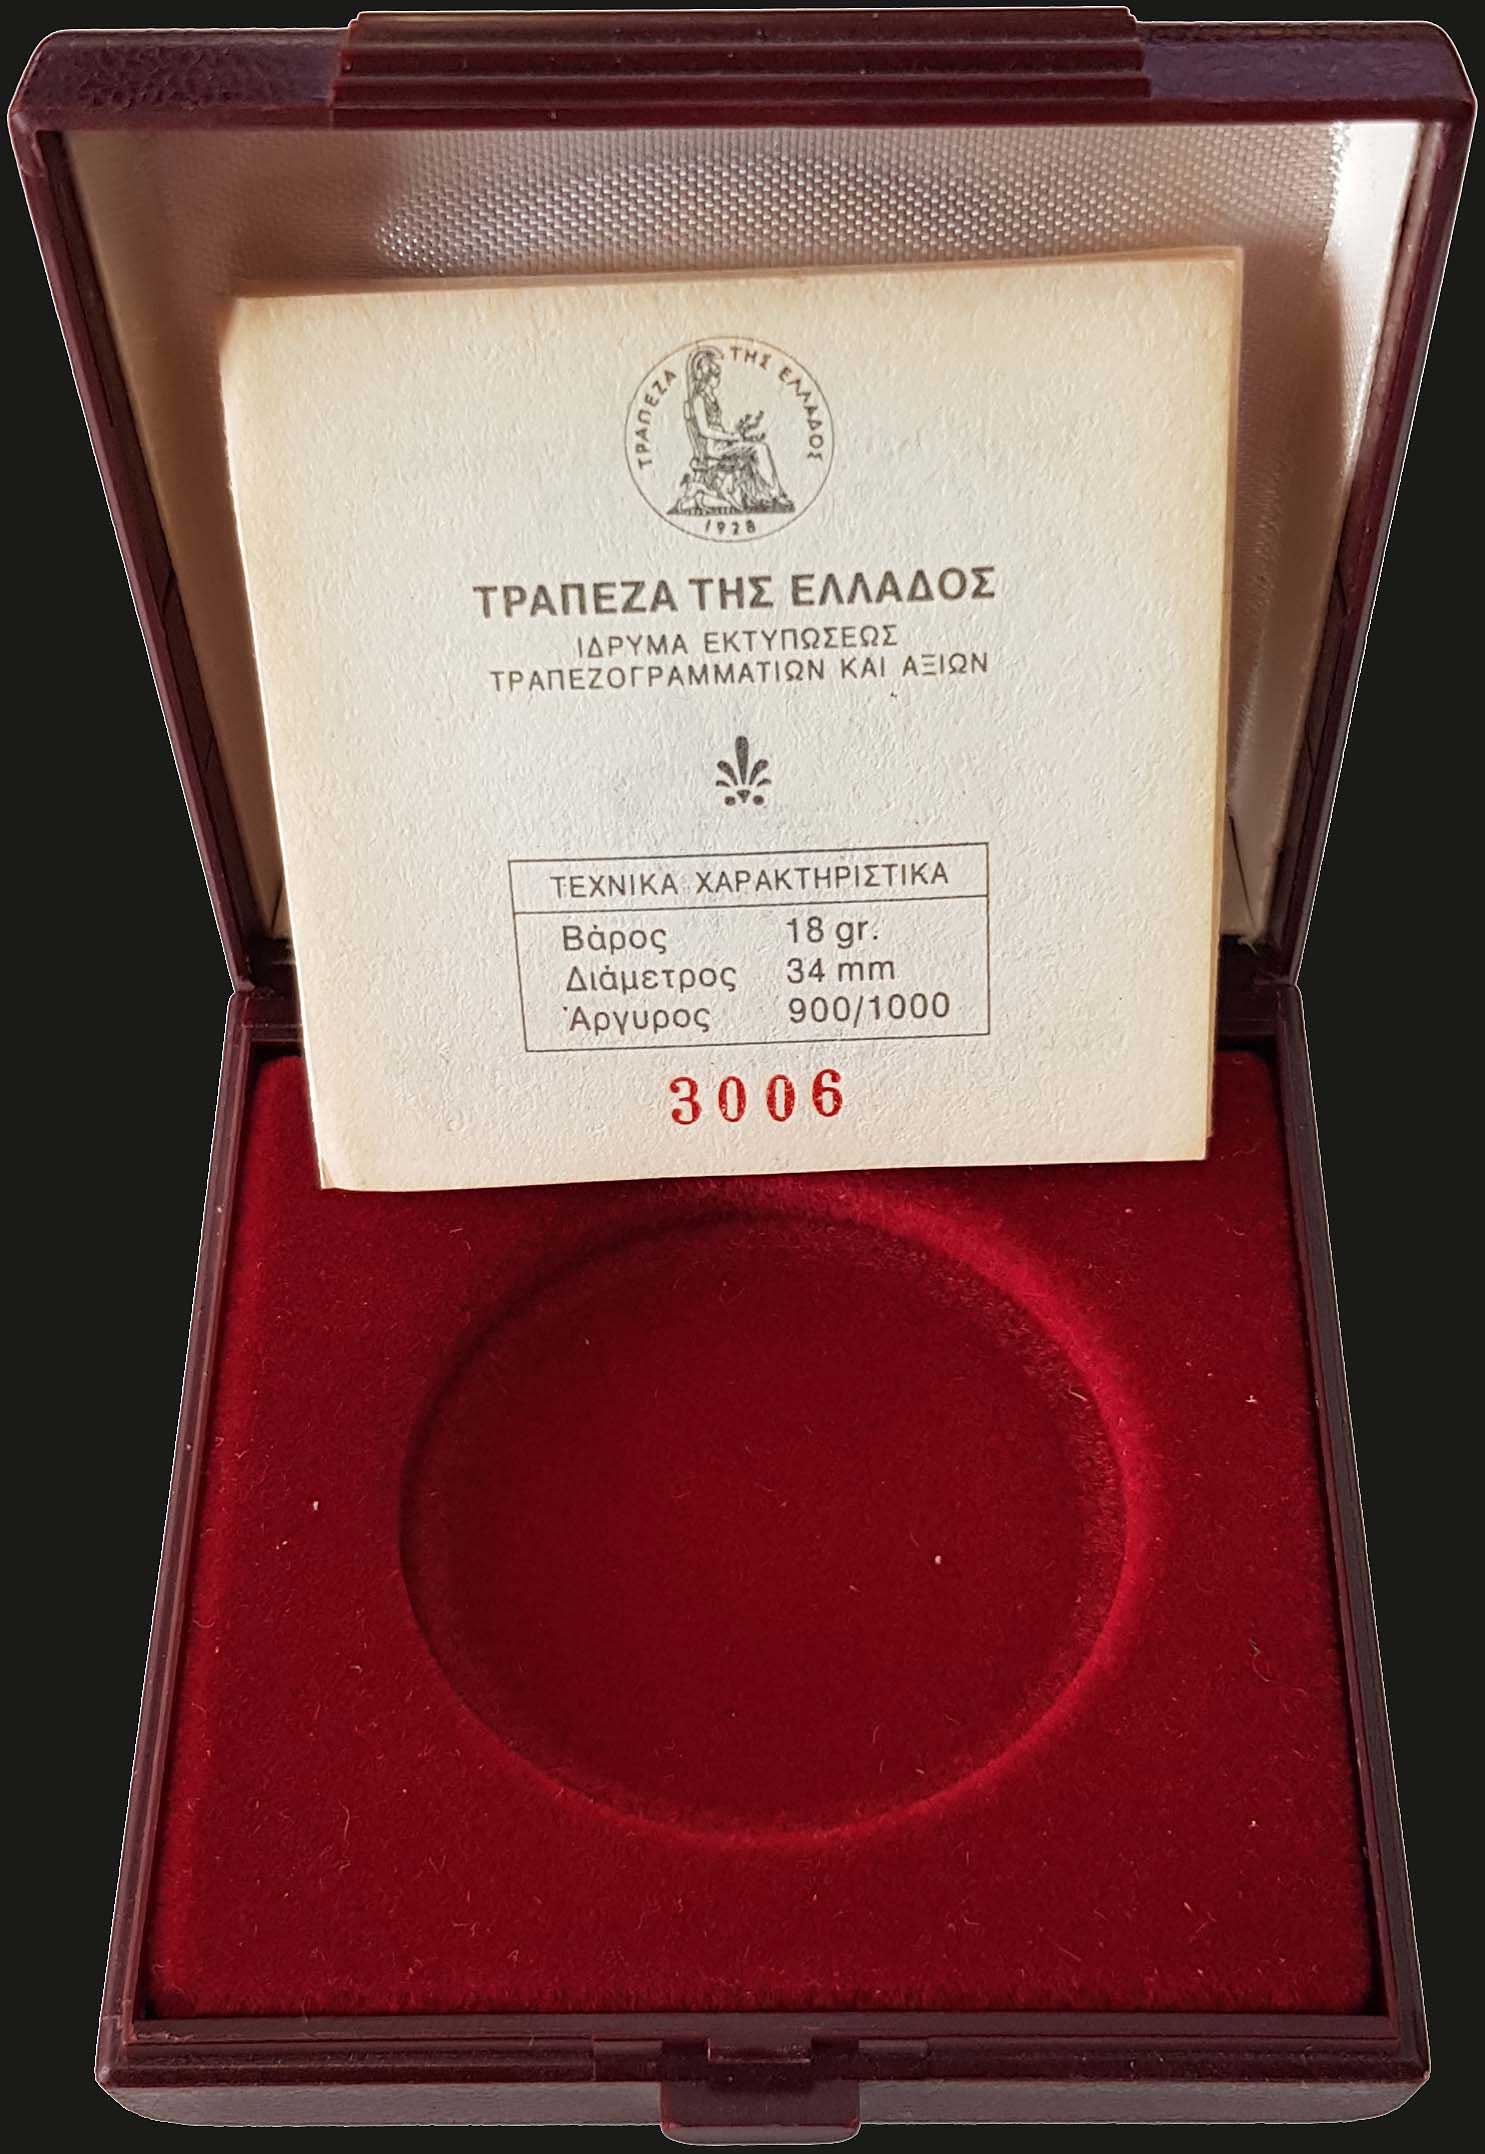 ΤΡΑΠΕΖΑ ΤΗΣ ΕΛΛΑΔΟΣ
1928
ΤΡΑΠΕΖΑ ΤΗΣ ΕΛΛΑΔΟΣ
ΙΔΡΥΜΑ ΕΚΤΥΠΩΣΕΩΣ
ΤΡΑΠΕΖΟΓΡΑΜΜΑΤΙΩΝ ΚΑΙ ΑΞΙΩΝ
ΤΕΧΝΙΚΑ ΧΑΡΑΚΤΗΡΙΣΤΙΚΑ
Βάρος 18 gr.
Διάμετρος 34 mm
Άργυρος 900/1000
3006